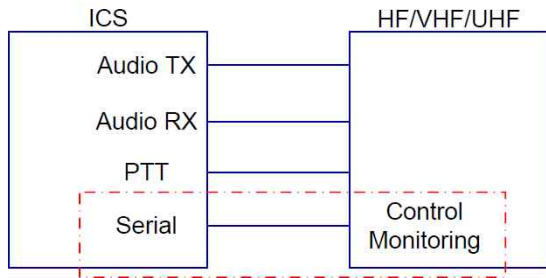 ICS
HF/VHF/UHF
Audio TX
Audio RX
PTT
Serial
Control
Monitoring